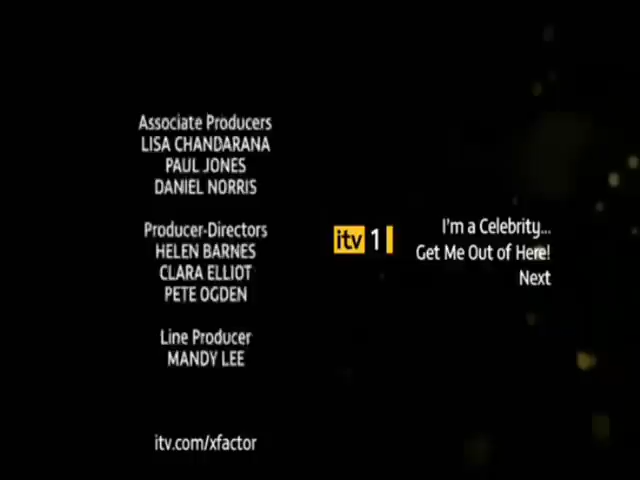 Associate Producers
LISA CHANDARANA
PAUL JONES
DANIEL NORRIS
Producer-Directors
HELEN BARNES
CLARA ELLIOT
PETE OGDEN
Line Producer
MANDY LEE
itv.com/xfactor
itv 1
I'm a Celebrity...
Get Me Out of Here!
Next